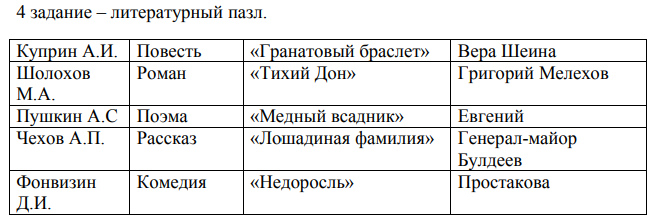 4 задание – литературный пазл.
Куприн А.И. Повесть «Гранатовый браслет» Вера Шеина
Шолохов М.А. Роман «Тихий Дон» Григорий Мелехов
Пушкин А.С Поэма «Медный всадник» Евгений
Чехов А.П. Рассказ «Лошадиная фамилия» Генерал-майор Булдеев
Фонвизин Д.И. Комедия «Недоросль» Простакова